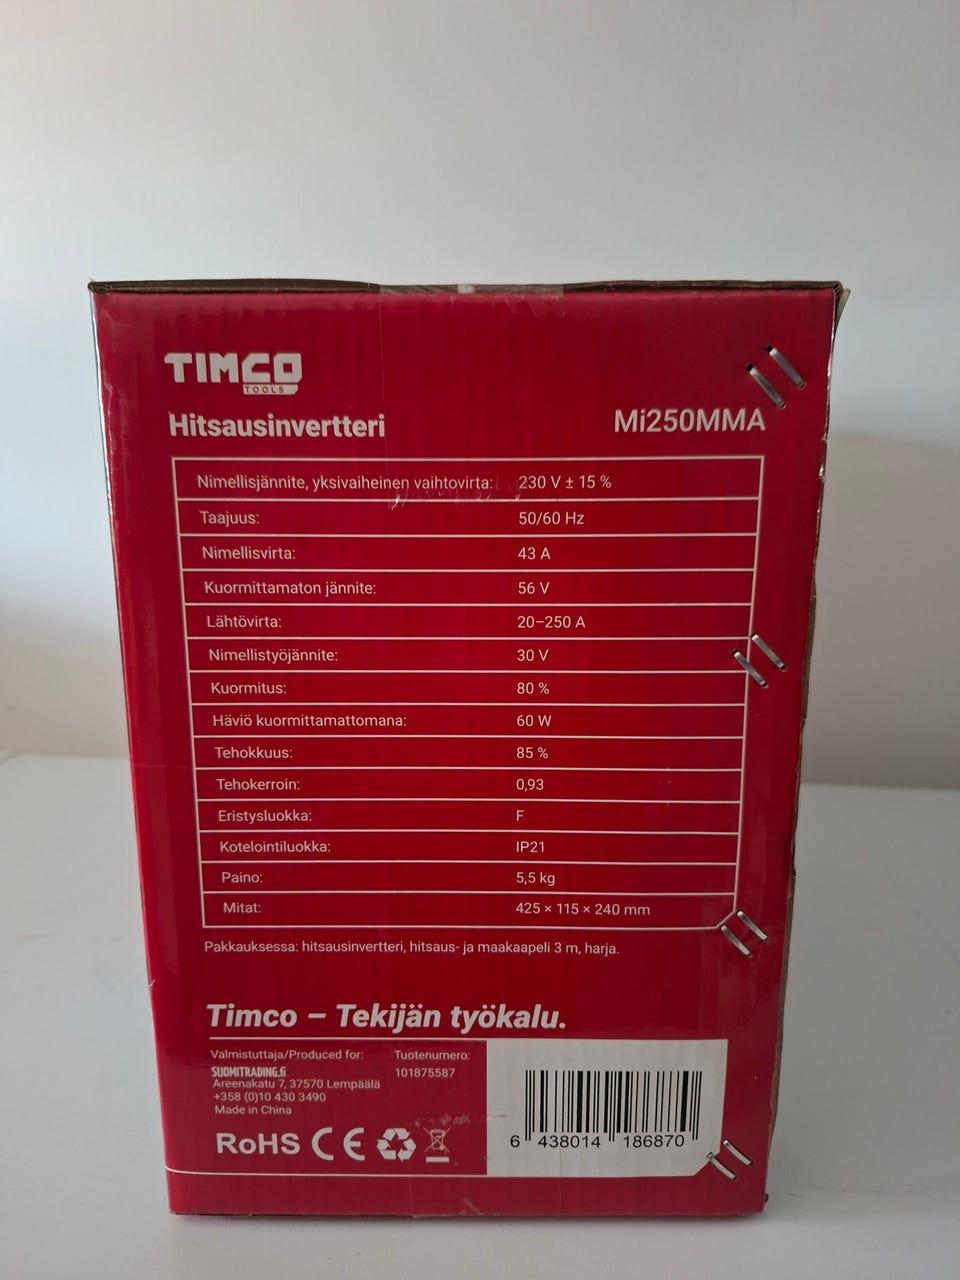 TIMCO
TOOLS
Hitsausinvertteri Mi250MMA
Nimellisjännite, yksivaiheinen vaihtovirta: 230 V ± 15 %
Taajuus: 50/60 Hz
Nimellisvirta: 43 A
Kuormittamaton jännite: 56 V
Lähtövirta: 20–250 A
Nimellistyöjännite: 30 V
Kuormitus: 80 %
Häviö kuormittamattomana: 60 W
Tehokkuus: 85 %
Tehokerroin: 0,93
Eristysluokka: F
Kotelointiluokka: IP21
Paino: 5,5 kg
Mitat: 425 × 115 × 240 mm
Pakkauksessa: hitsausinvertteri, hitsaus- ja maakaapeli 3 m, harja.
Timco – Tekijän työkalu.
Valmistuttaja/Produced for: Tuotenumero:
SUOMITRADING.fi 101875587
Areenakatu 7, 37570 Lempäälä
+358 (0)10 430 3490
Made in China
RoHS CE
6 438014 186870